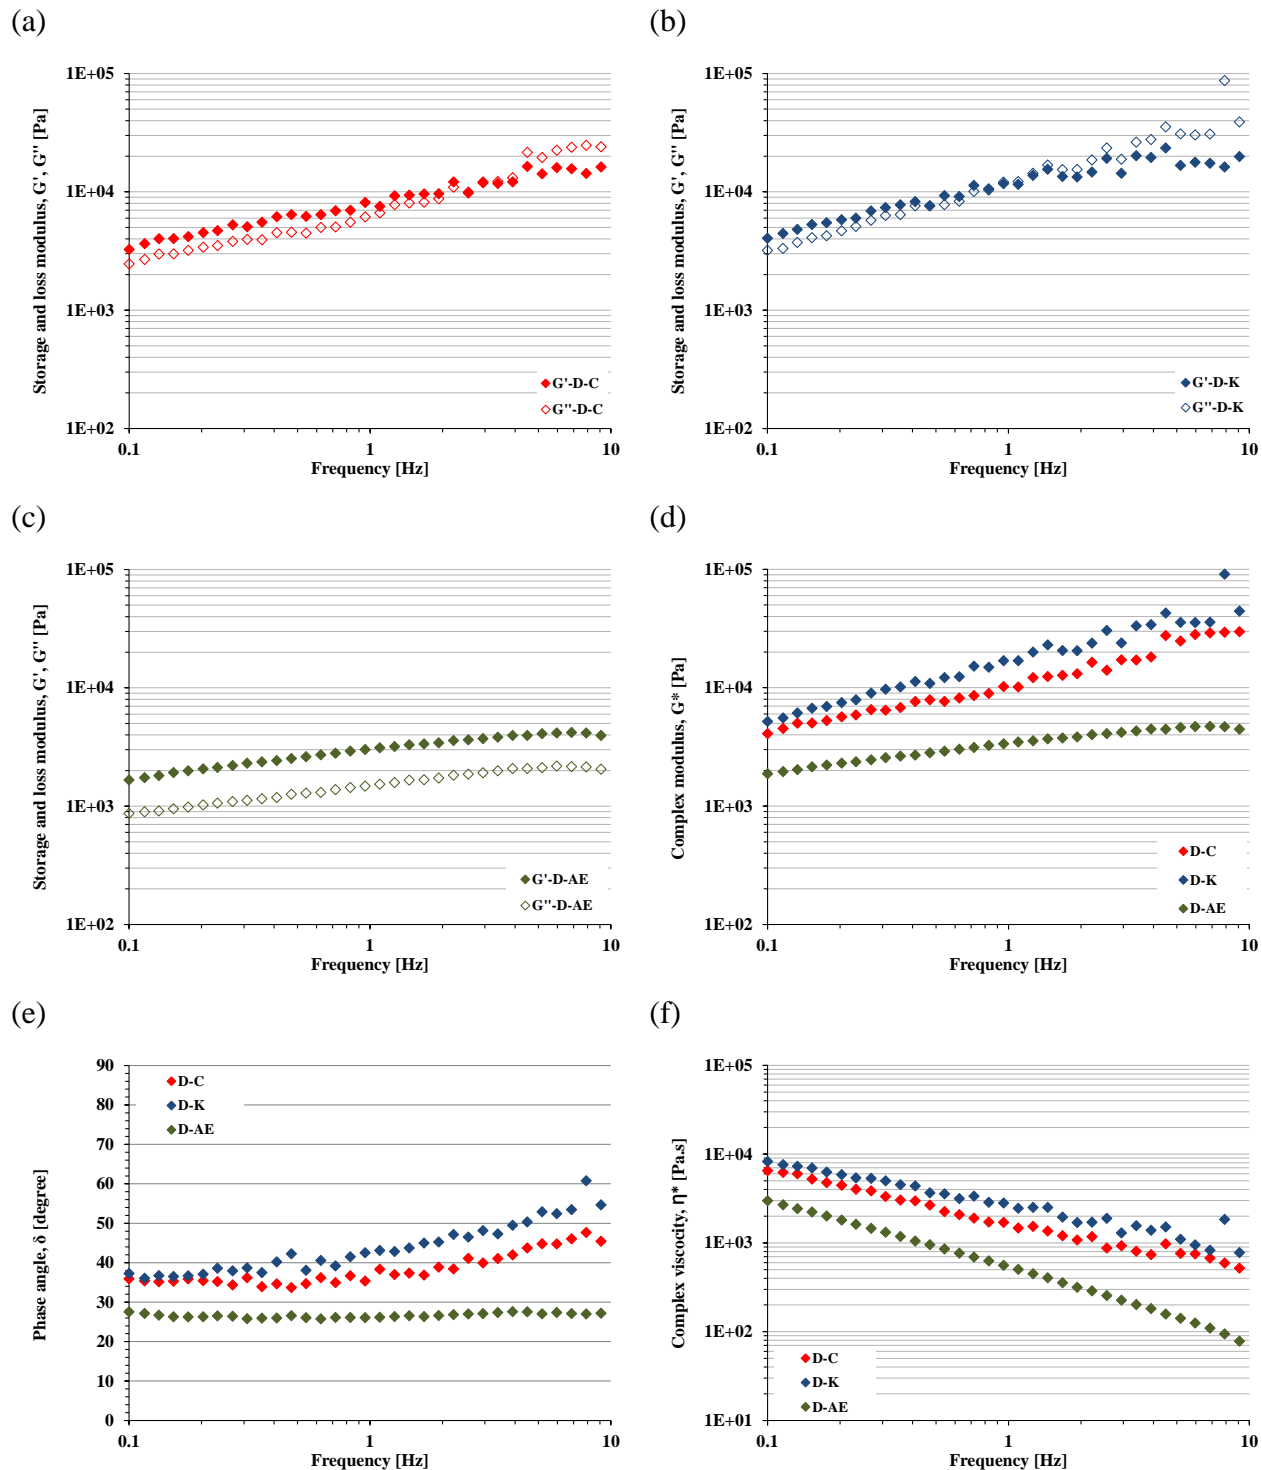 (a)
Storage and loss modulus, G', G'' [Pa]
1E+05
1E+04
1E+03
1E+02
G'-D-C
G''-D-C
0.1
1
10
Frequency [Hz]
(b)
Storage and loss modulus, G', G'' [Pa]
1E+05
1E+04
1E+03
1E+02
G'-D-K
G''-D-K
0.1
1
10
Frequency [Hz]
(c)
Storage and loss modulus, G', G'' [Pa]
1E+05
1E+04
1E+03
1E+02
G'-D-AE
G''-D-AE
0.1
1
10
Frequency [Hz]
(d)
Complex modulus, G* [Pa]
1E+05
1E+04
1E+03
1E+02
D-C
D-K
D-AE
0.1
1
10
Frequency [Hz]
(e)
Phase angle, δ [degree]
90
80
70
60
50
40
30
20
10
0
D-C
D-K
D-AE
0.1
1
10
Frequency [Hz]
(f)
Complex viscocity, η* [Pa.s]
1E+05
1E+04
1E+03
1E+02
1E+01
D-C
D-K
D-AE
0.1
1
10
Frequency [Hz]